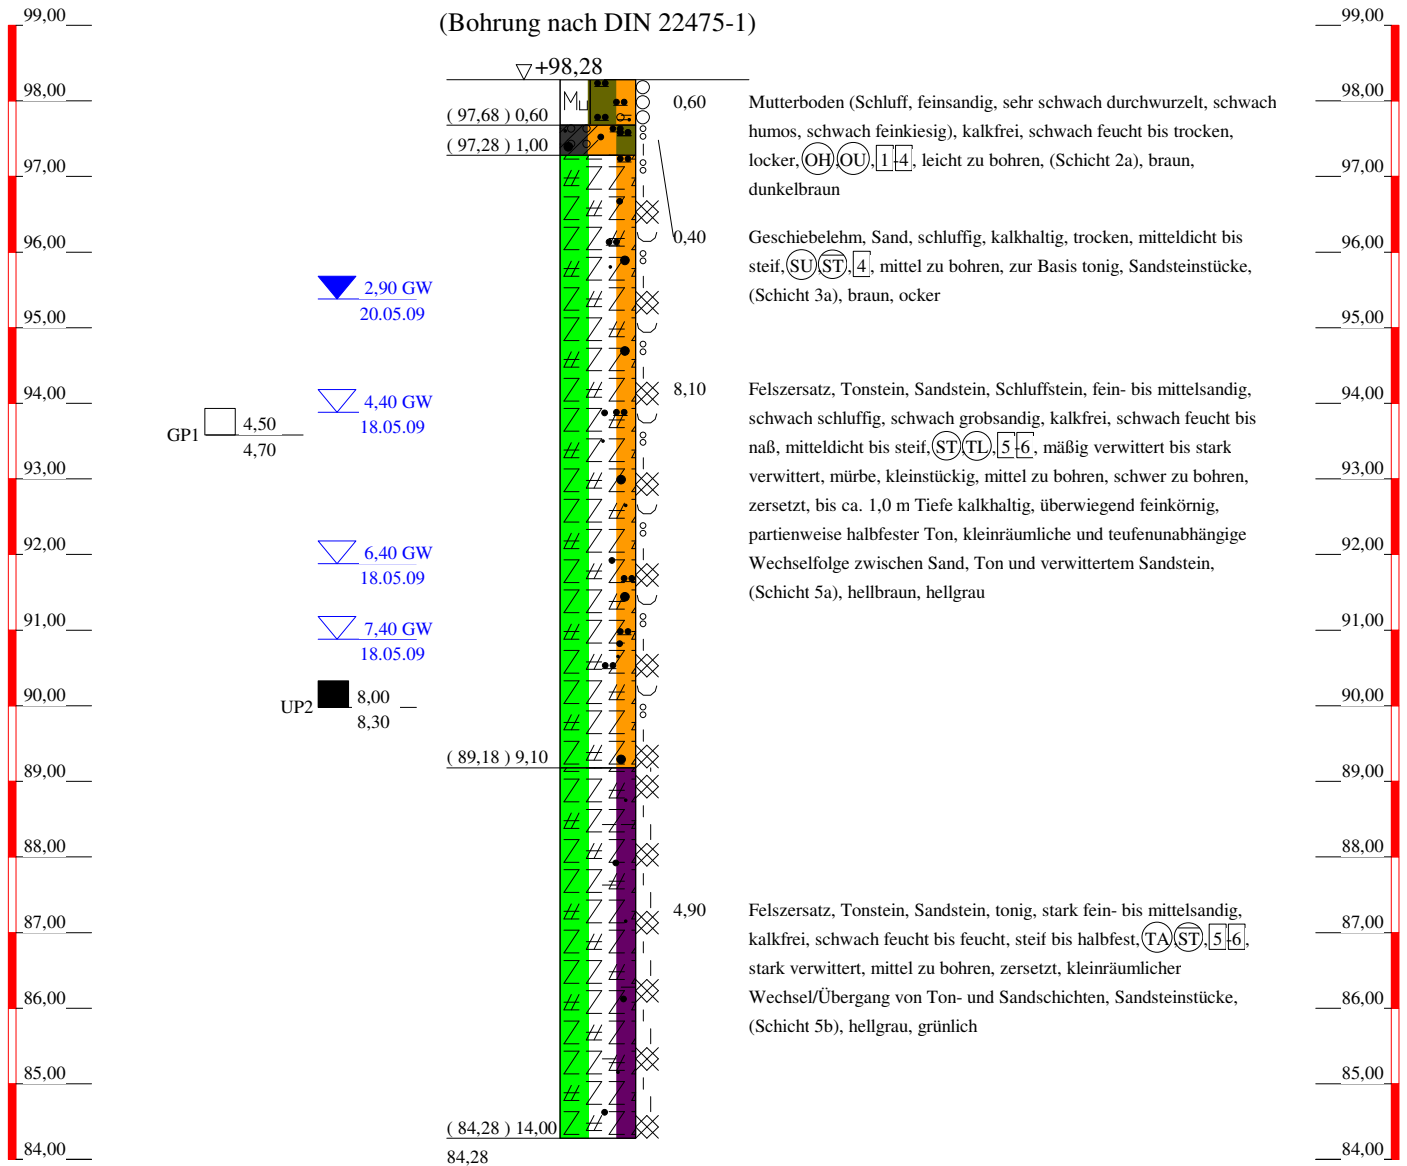 (Bohrung nach DIN 22475-1)
+98,28
99,00
98,00
97,00
96,00
95,00
94,00
93,00
92,00
91,00
90,00
89,00
88,00
87,00
86,00
85,00
84,00
2,90 GW
20.05.09
4,40 GW
18.05.09
GP1
4,50
4,70
6,40 GW
18.05.09
7,40 GW
18.05.09
UP2
8,00
8,30
( 97,68 ) 0,60
( 97,28 ) 1,00
( 89,18 ) 9,10
( 84,28 ) 14,00
84,28
Mu
0,60
Mutterboden (Schluff, feinsandig, sehr schwach durchwurzelt, schwach
humos, schwach feinkiesig), kalkfrei, schwach feucht bis trocken,
locker, OH, OU, 1-4, leicht zu bohren, (Schicht 2a), braun,
dunkelbraun
0,40
Geschiebelehm, Sand, schluffig, kalkhaltig, trocken, mitteldicht bis
steif, SU, S̅T̅, 4, mittel zu bohren, zur Basis tonig, Sandsteinstücke,
(Schicht 3a), braun, ocker
8,10
Felszersatz, Tonstein, Sandstein, Schluffstein, fein- bis mittelsandig,
schwach schluffig, schwach grobsandig, kalkfrei, schwach feucht bis
naß, mitteldicht bis steif, ST, TL, 5-6, mäßig verwittert bis stark
verwittert, mürbe, kleinstückig, mittel zu bohren, schwer zu bohren,
zersetzt, bis ca. 1,0 m Tiefe kalkhaltig, überwiegend feinkörnig,
partienweise halbfester Ton, kleinräumliche und teufenunabhängige
Wechselfolge zwischen Sand, Ton und verwittertem Sandstein,
(Schicht 5a), hellbraun, hellgrau
4,90
Felszersatz, Tonstein, Sandstein, tonig, stark fein- bis mittelsandig,
kalkfrei, schwach feucht bis feucht, steif bis halbfest, TA, S̅T̅, 5-6,
stark verwittert, mittel zu bohren, zersetzt, kleinräumlicher
Wechsel/Übergang von Ton- und Sandschichten, Sandsteinstücke,
(Schicht 5b), hellgrau, grünlich
99,00
98,00
97,00
96,00
95,00
94,00
93,00
92,00
91,00
90,00
89,00
88,00
87,00
86,00
85,00
84,00